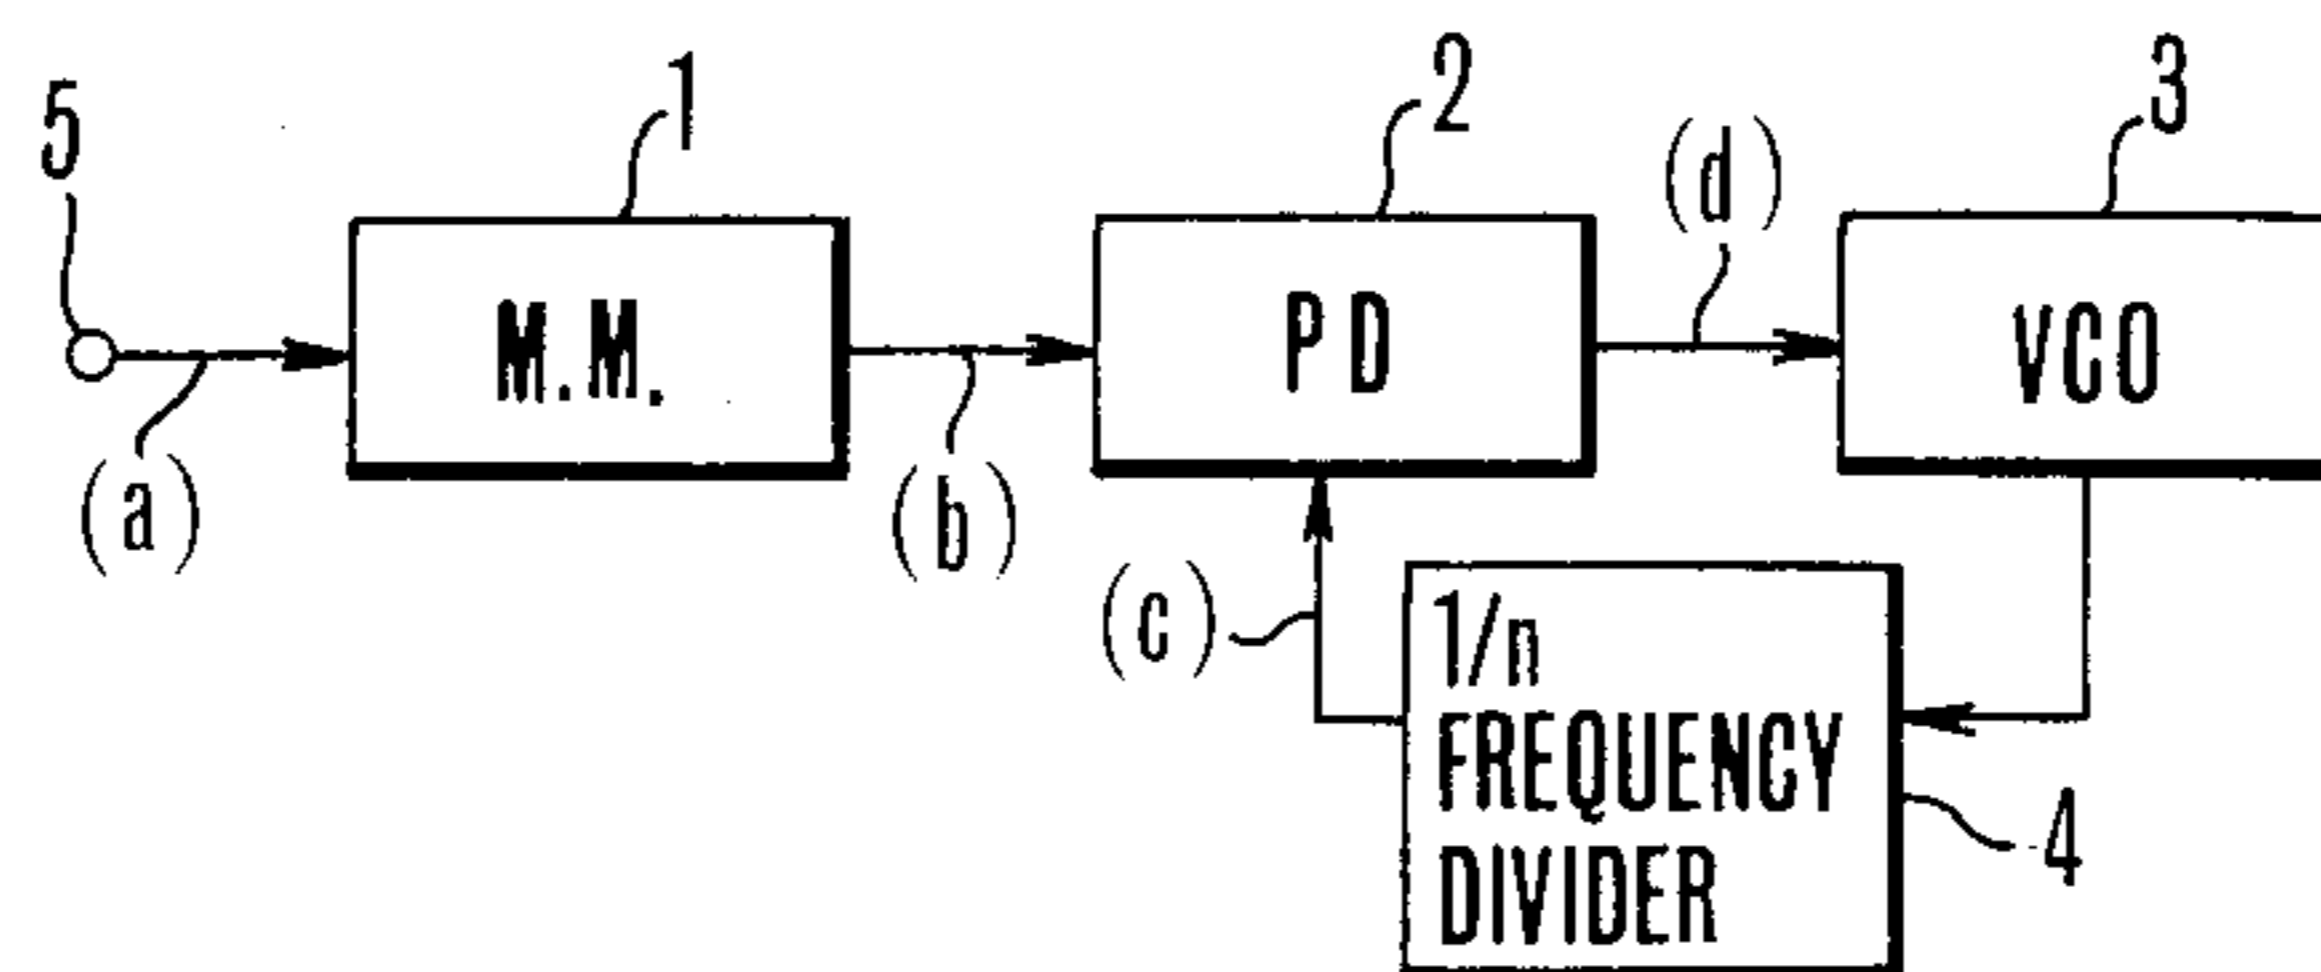 5
1
2
3
(d)
M.M.
PD
VCO
(a)
(b)
(c)
1/n
FREQUENCY
DIVIDER
4